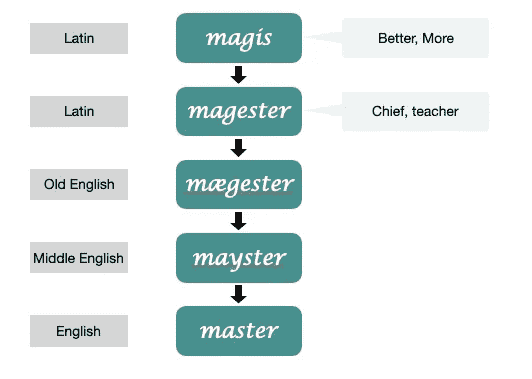 Latin magis Better, More
Latin magester Chief, teacher
Old English mægester
Middle English mayster
English master